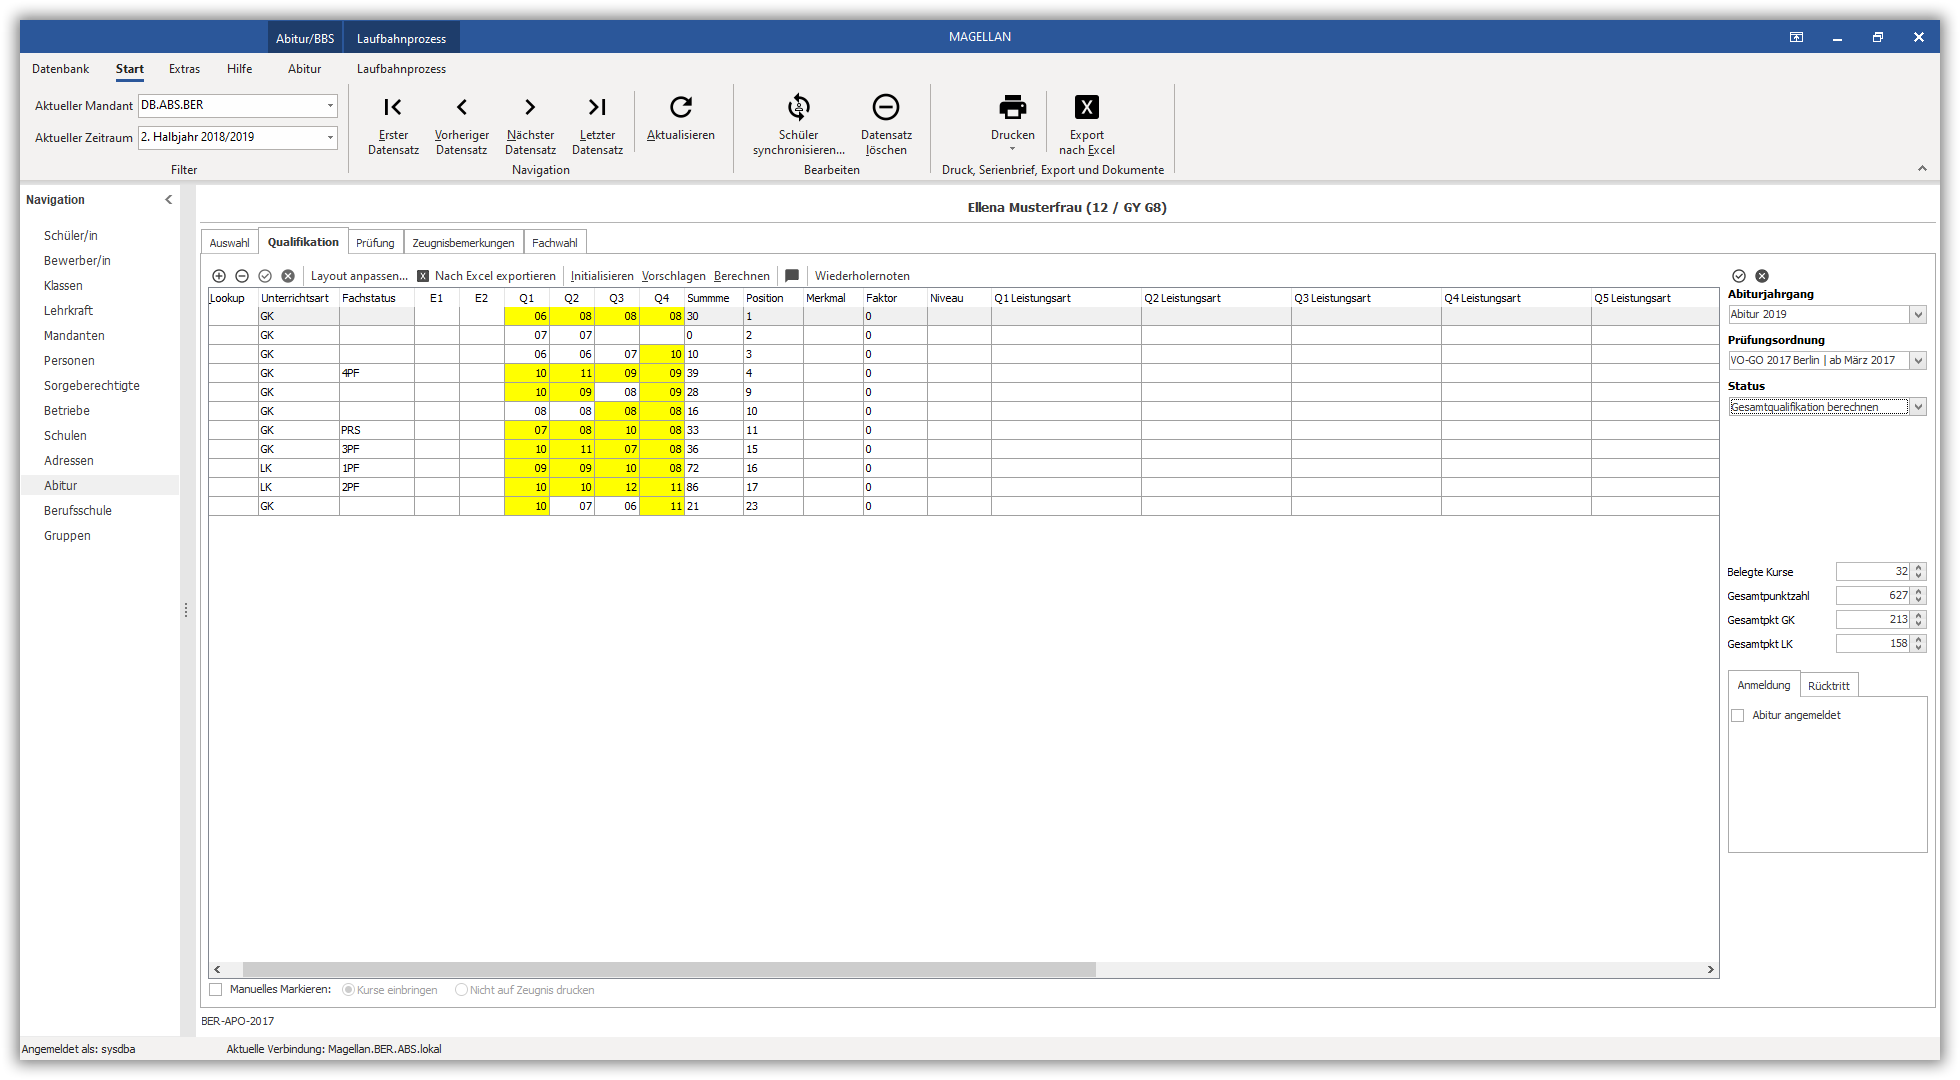 Abitur/BBS Laufbahnprozess MAGELLAN
Datenbank Start Extras Hilfe Abitur Laufbahnprozess
Aktueller Mandant DB.ABS.BER
Aktueller Zeitraum 2. Halbjahr 2018/2019
Filter
Erster Datensatz
Vorheriger Datensatz
Nächster Datensatz
Letzter Datensatz
Aktualisieren
Navigation
Schüler synchronisieren...
Datensatz löschen
Bearbeiten
Drucken
Export nach Excel
Druck, Serienbrief, Export und Dokumente
Navigation
Schüler/in
Bewerber/in
Klassen
Lehrkraft
Mandanten
Personen
Sorgeberechtigte
Betriebe
Schulen
Adressen
Abitur
Berufsschule
Gruppen
Ellena Musterfrau (12 / GY G8)
Auswahl Qualifikation Prüfung Zeugnisbemerkungen Fachwahl
Layout anpassen... X Nach Excel exportieren Initialisieren Vorschlagen Berechnen Wiederholernoten
Lookup Unterrichtsart Fachstatus E1 E2 Q1 Q2 Q3 Q4 Summme Position Merkmal Faktor Niveau Q1 Leistungsart Q2 Leistungsart Q3 Leistungsart Q4 Leistungsart Q5 Leistungsart
GK 06 08 08 08 30 1 0
GK 07 07 0 2 0
GK 06 06 07 10 10 3 0
GK 4PF 10 11 09 09 39 4 0
GK 10 09 08 09 28 9 0
GK 08 08 08 08 16 10 0
GK PRS 07 08 10 08 33 11 0
GK 3PF 10 11 07 08 36 15 0
LK 1PF 09 09 10 08 72 16 0
LK 2PF 10 10 12 11 86 17 0
GK 10 07 06 11 21 23 0
Manuelles Markieren: Kurse einbringen Nicht auf Zeugnis drucken
Abiturjahrgang
Abitur 2019
Prüfungsordnung
VO-GO 2017 Berlin | ab März 2017
Status
Gesamtqualifikation berechnen
Belegte Kurse 32
Gesamtpunktzahl 627
Gesamtpkt GK 213
Gesamtpkt LK 158
Anmeldung Rücktritt
Abitur angemeldet
BER-APO-2017
Angemeldet als: sysdba Aktuelle Verbindung: Magellan.BER.ABS.lokal